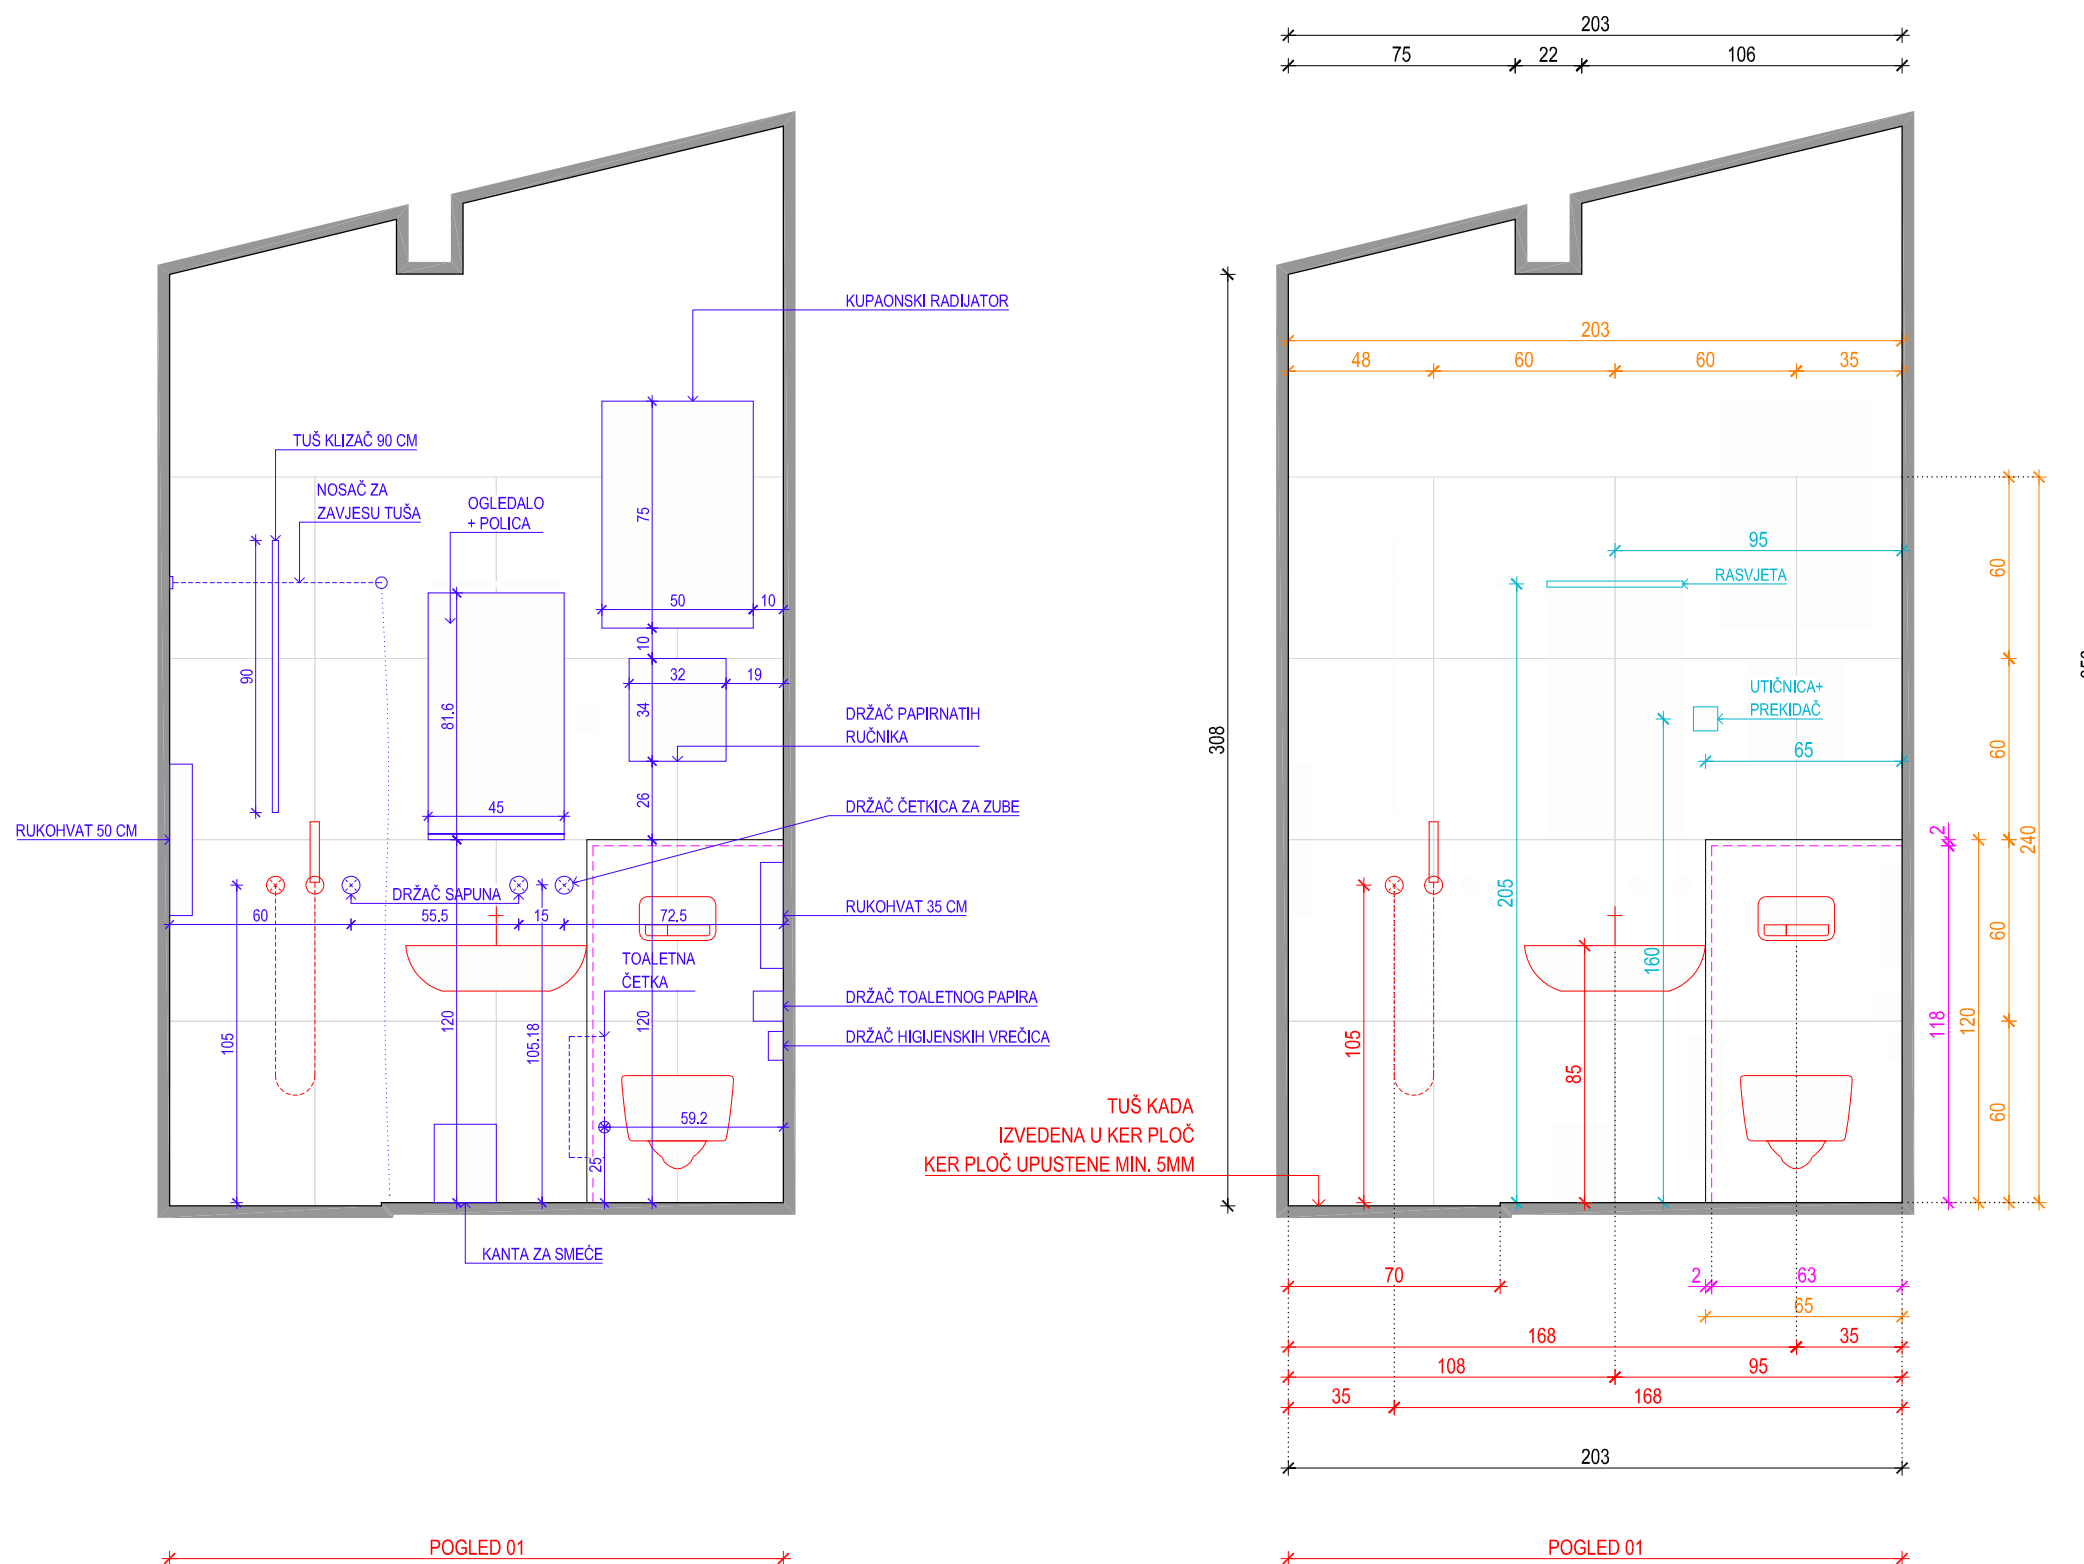 KUPAONSKI RADIJATOR
TUŠ KLIZAČ 90 CM
NOSAČ ZA
ZAVJESU TUŠA
OGLEDALO
+ POLICA
75
50
10
10
90
32
19
34
81.6
DRŽAČ PAPIRNATIH
RUČNIKA
26
45
DRŽAČ ČETKICA ZA ZUBE
RUKOHVAT 50 CM
DRŽAČ SAPUNA
60
55.5
15
72.5
RUKOHVAT 35 CM
TOALETNA
ČETKA
DRŽAČ TOALETNOG PAPIRA
120
120
105
105.18
DRŽAČ HIGIJENSKIH VREČICA
59.2
25
KANTA ZA SMEĆE
POGLED 01
203
75
22
106
203
48
60
60
35
308
95
RASVJETA
UTIČNICA+
PREKIDAČ
65
205
160
60
60
60
60
240
2
118
120
105
85
TUŠ KADA
IZVEDENA U KER PLOČ
KER PLOČ UPUSTENE MIN. 5MM
70
2
63
65
168
35
108
95
35
168
203
POGLED 01